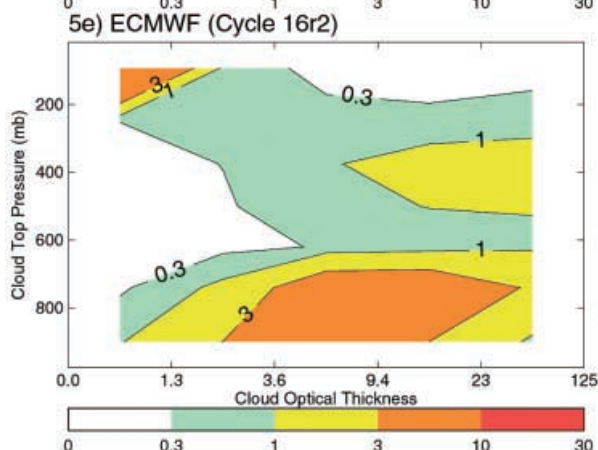 0 0.3 1 3 10 30
5e) ECMWF (Cycle 16r2)
Cloud Top Pressure (mb)
200
400
600
800
3
1
0.3
1
1
0.3
3
0.0 1.3 3.6 9.4 23 125
Cloud Optical Thickness
0 0.3 1 3 10 30